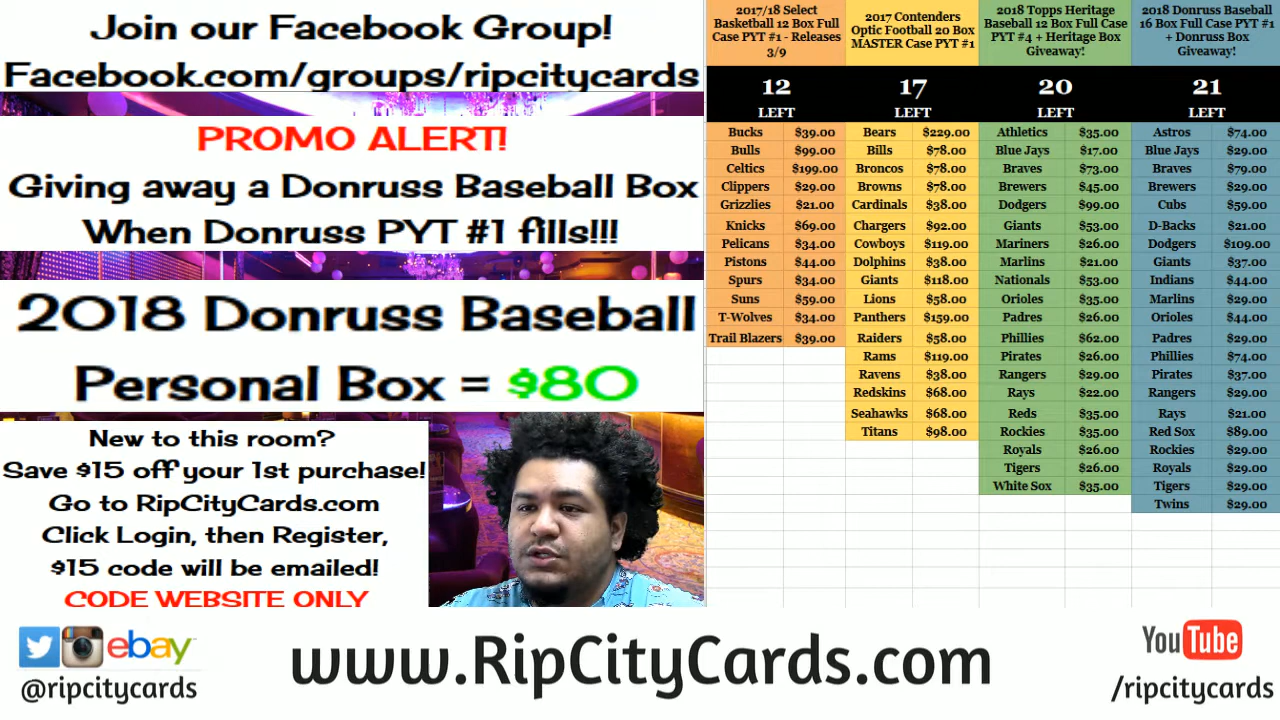 Join our Facebook Group!
Facebook.com/groups/ripcitycards
PROMO ALERT!
Giving away a Donruss Baseball Box
When Donruss PYT #1 fills!!!
2018 Donruss Baseball
Personal Box = $80
New to this room?
Save $15 off your 1st purchase!
Go to RipCityCards.com
Click Login, then Register,
$15 code will be emailed!
CODE WEBSITE ONLY
2017/18 Select
Basketball 12 Box Full
Case PYT #1 - Releases
3/9
12
LEFT
Bucks $39.00
Bulls $99.00
Celtics $199.00
Clippers $29.00
Grizzlies $21.00
Knicks $69.00
Pelicans $34.00
Pistons $44.00
Spurs $34.00
Suns $59.00
T-Wolves $34.00
Trail Blazers $39.00
2017 Contenders
Optic Football 20 Box
MASTER Case PYT #1
17
LEFT
Bears $229.00
Bills $78.00
Broncos $78.00
Browns $78.00
Cardinals $38.00
Chargers $92.00
Cowboys $119.00
Dolphins $38.00
Giants $118.00
Lions $58.00
Panthers $159.00
Raiders $58.00
Rams $119.00
Ravens $38.00
Redskins $68.00
Seahawks $68.00
Titans $98.00
2018 Topps Heritage
Baseball 12 Box Full Case
PYT #4 + Heritage Box
Giveaway!
20
LEFT
Athletics $35.00
Blue Jays $17.00
Braves $73.00
Brewers $45.00
Dodgers $99.00
Giants $53.00
Mariners $26.00
Marlins $21.00
Nationals $53.00
Orioles $35.00
Padres $26.00
Phillies $62.00
Pirates $26.00
Rangers $29.00
Rays $22.00
Reds $35.00
Rockies $35.00
Royals $26.00
Tigers $26.00
White Sox $35.00
2018 Donruss Baseball
16 Box Full Case PYT #1
+ Donruss Box
Giveaway!
21
LEFT
Astros $74.00
Blue Jays $29.00
Braves $79.00
Brewers $29.00
Cubs $59.00
D-Backs $21.00
Dodgers $109.00
Giants $37.00
Indians $44.00
Marlins $29.00
Orioles $44.00
Padres $29.00
Phillies $74.00
Pirates $37.00
Rangers $29.00
Rays $21.00
Red Sox $89.00
Rockies $29.00
Royals $29.00
Tigers $29.00
Twins $29.00
ebay
@ripcitycards
www.RipCityCards.com
YouTube
/ripcitycards